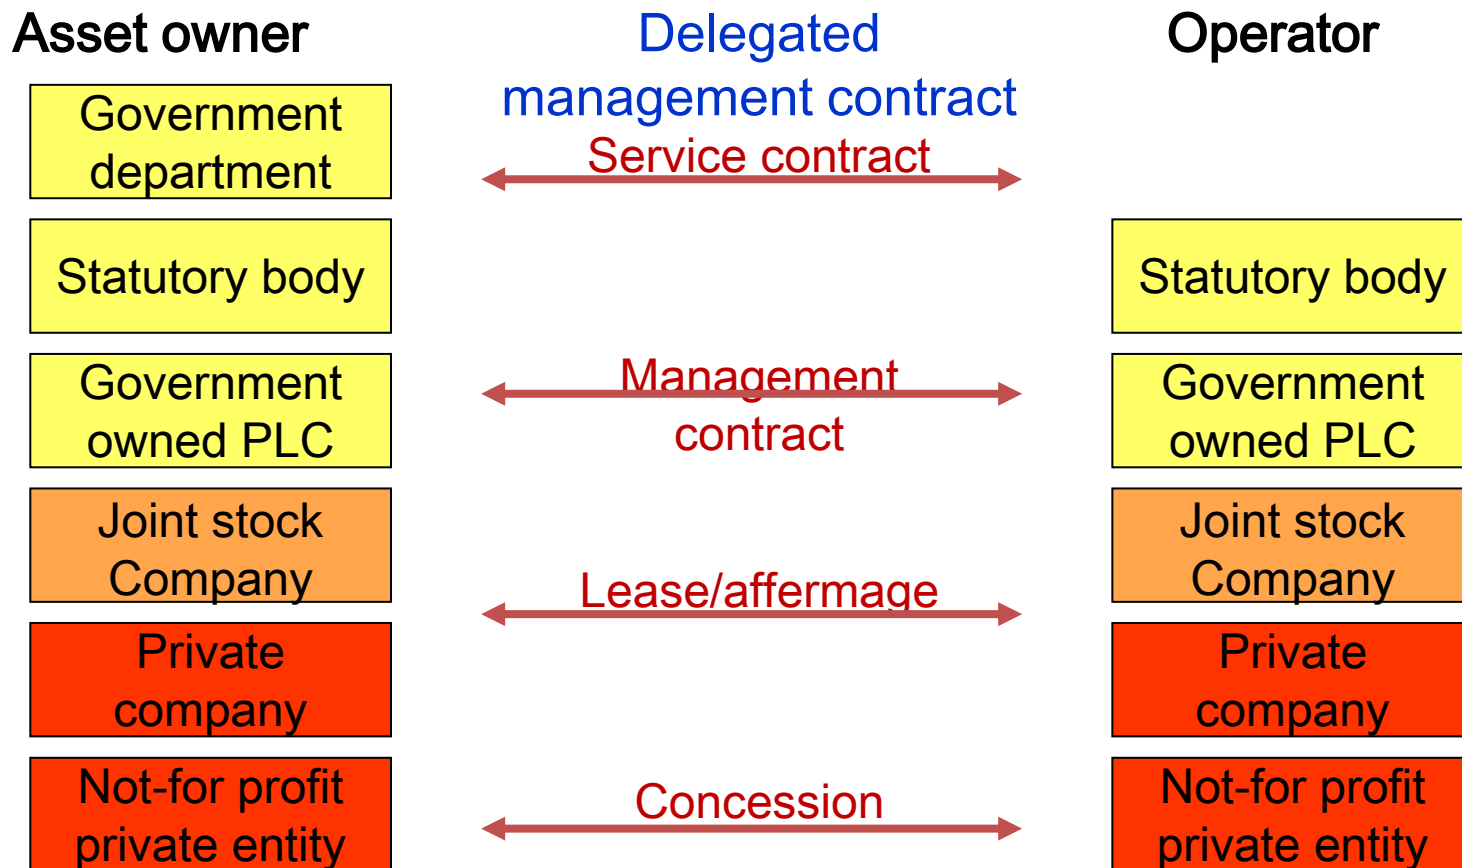 Asset owner
Delegated
management contract
Operator
Government
department
Service contract
Statutory body
Statutory body
Government
owned PLC
Management
contract
Government
owned PLC
Joint stock
Company
Lease/affermage
Joint stock
Company
Private
company
Private
company
Not-for profit
private entity
Concession
Not-for profit
private entity